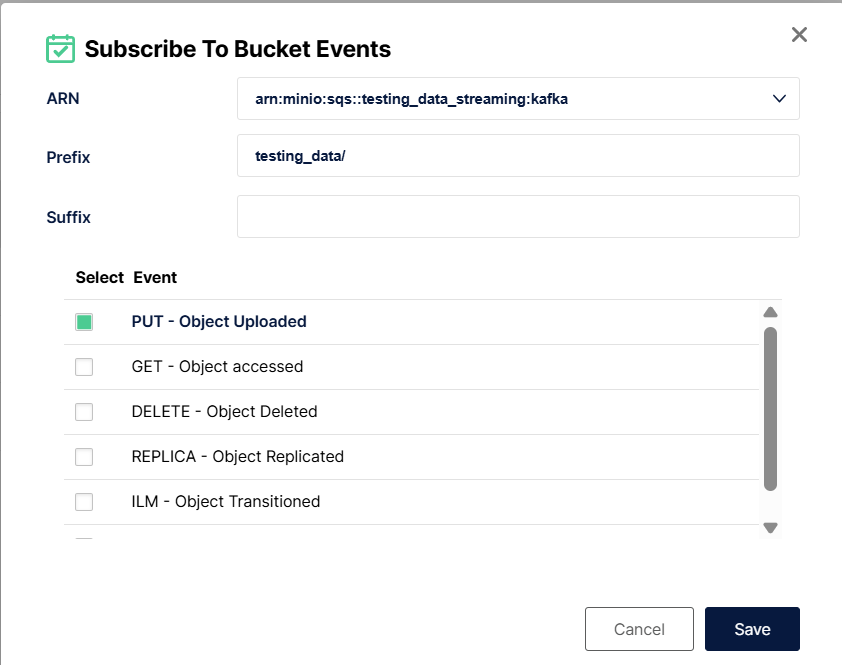 Subscribe To Bucket Events
ARN
arn:minio:sqs::testing_data_streaming:kafka
Prefix
testing_data/
Suffix
Select Event
PUT - Object Uploaded
GET - Object accessed
DELETE - Object Deleted
REPLICA - Object Replicated
ILM - Object Transitioned
Cancel Save